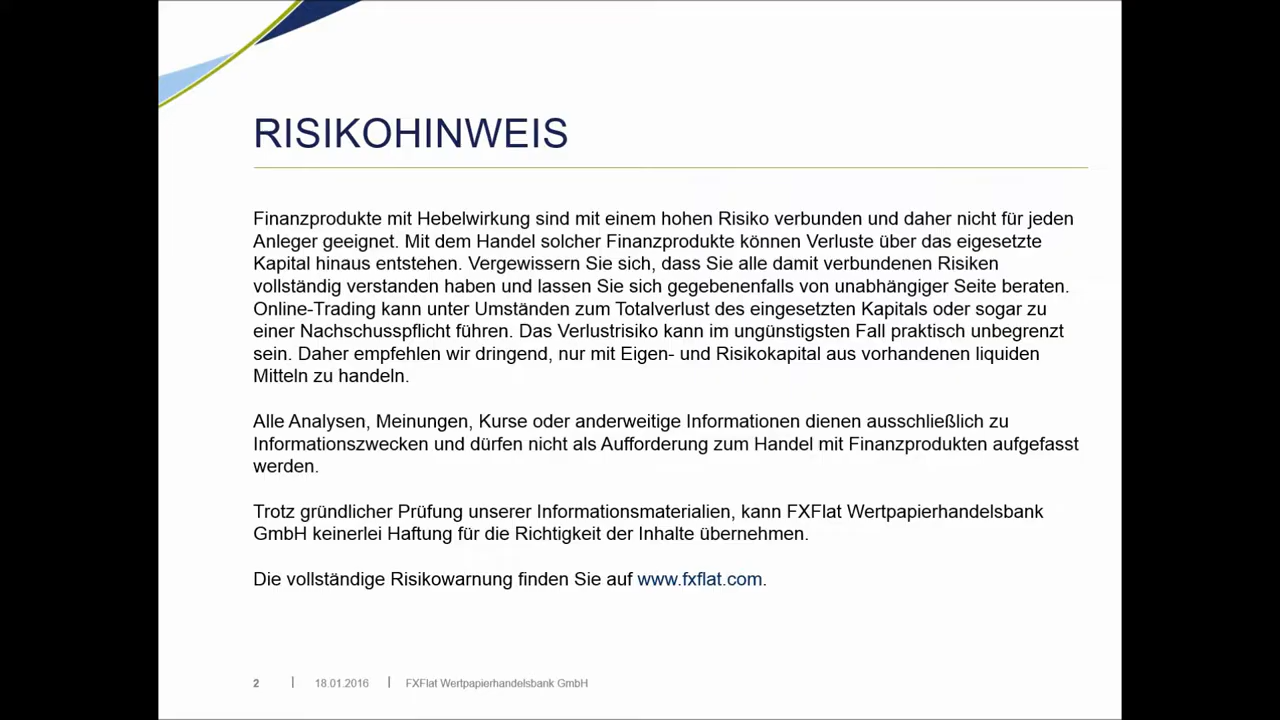 RISIKOHINWEIS
Finanzprodukte mit Hebelwirkung sind mit einem hohen Risiko verbunden und daher nicht für jeden
Anleger geeignet. Mit dem Handel solcher Finanzprodukte können Verluste über das eigesetzte
Kapital hinaus entstehen. Vergewissern Sie sich, dass Sie alle damit verbundenen Risiken
vollständig verstanden haben und lassen Sie sich gegebenenfalls von unabhängiger Seite beraten.
Online-Trading kann unter Umständen zum Totalverlust des eingesetzten Kapitals oder sogar zu
einer Nachschusspflicht führen. Das Verlustrisiko kann im ungünstigsten Fall praktisch unbegrenzt
sein. Daher empfehlen wir dringend, nur mit Eigen- und Risikokapital aus vorhandenen liquiden
Mitteln zu handeln.
Alle Analysen, Meinungen, Kurse oder anderweitige Informationen dienen ausschließlich zu
Informationszwecken und dürfen nicht als Aufforderung zum Handel mit Finanzprodukten aufgefasst
werden.
Trotz gründlicher Prüfung unserer Informationsmaterialien, kann FXFlat Wertpapierhandelsbank
GmbH keinerlei Haftung für die Richtigkeit der Inhalte übernehmen.
Die vollständige Risikowarnung finden Sie auf www.fxflat.com.
2 | 18.01.2016 | FXFlat Wertpapierhandelsbank GmbH